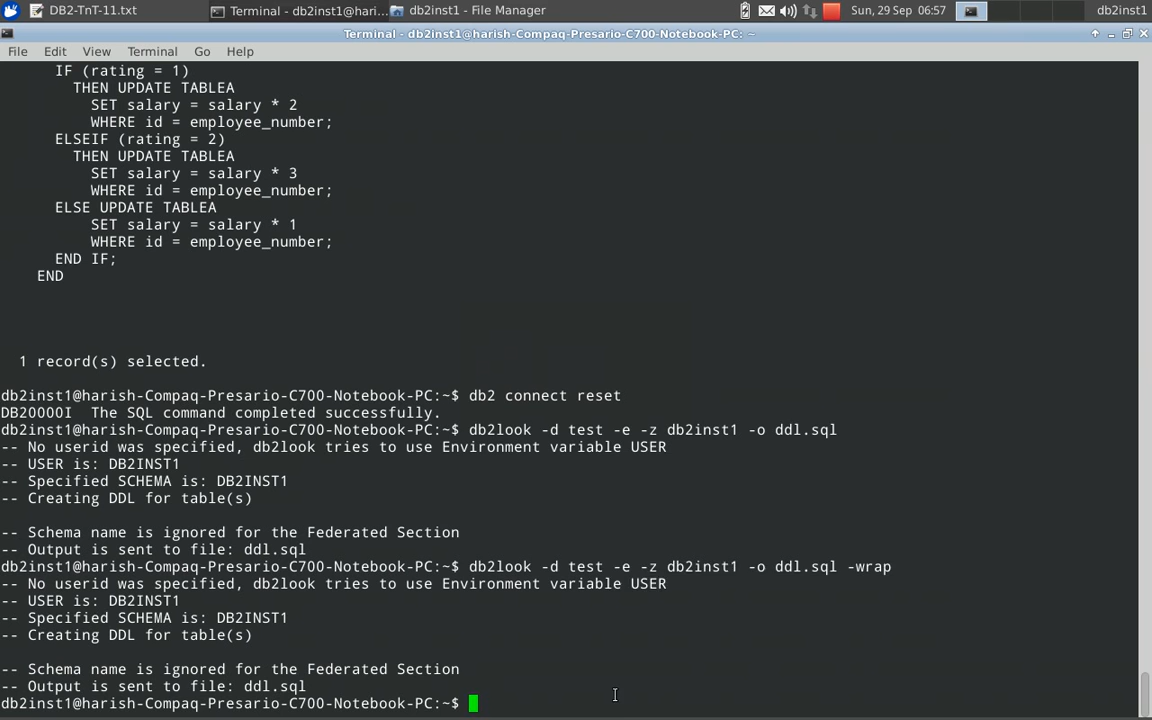 DB2-TnT-11.txt
Terminal - db2inst1@hari...
db2inst1 - File Manager
Sun, 29 Sep 06:57
db2inst1
Terminal - db2inst1@harish-Compaq-Presario-C700-Notebook-PC: ~
File Edit View Terminal Go Help
IF (rating = 1)
THEN UPDATE TABLEA
SET salary = salary * 2
WHERE id = employee_number;
ELSEIF (rating = 2)
THEN UPDATE TABLEA
SET salary = salary * 3
WHERE id = employee_number;
ELSE UPDATE TABLEA
SET salary = salary * 1
WHERE id = employee_number;
END IF;
END
1 record(s) selected.
db2inst1@harish-Compaq-Presario-C700-Notebook-PC:~$ db2 connect reset
DB20000I  The SQL command completed successfully.
db2inst1@harish-Compaq-Presario-C700-Notebook-PC:~$ db2look -d test -e -z db2inst1 -o ddl.sql
-- No userid was specified, db2look tries to use Environment variable USER
-- USER is: DB2INST1
-- Specified SCHEMA is: DB2INST1
-- Creating DDL for table(s)
-- Schema name is ignored for the Federated Section
-- Output is sent to file: ddl.sql
db2inst1@harish-Compaq-Presario-C700-Notebook-PC:~$ db2look -d test -e -z db2inst1 -o ddl.sql -wrap
-- No userid was specified, db2look tries to use Environment variable USER
-- USER is: DB2INST1
-- Specified SCHEMA is: DB2INST1
-- Creating DDL for table(s)
-- Schema name is ignored for the Federated Section
-- Output is sent to file: ddl.sql
db2inst1@harish-Compaq-Presario-C700-Notebook-PC:~$